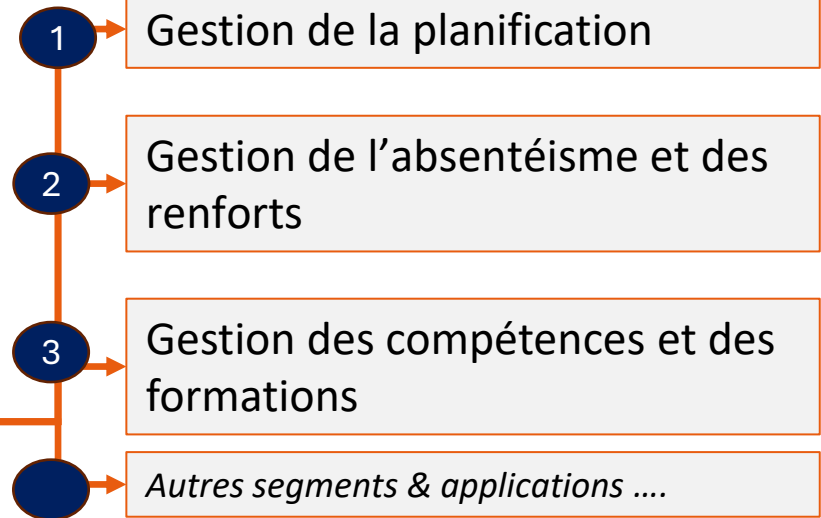 1
Gestion de la planification
2
Gestion de l’absentéisme et des
renforts
3
Gestion des compétences et des
formations
Autres segments & applications ….